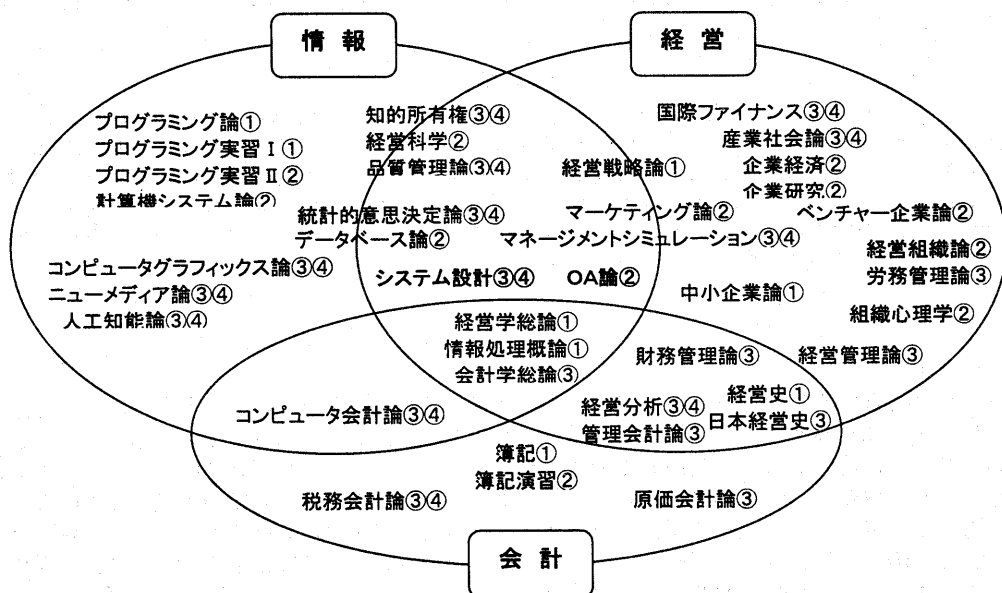 情 報
経 営
プログラミング論①
プログラミング実習Ⅰ①
プログラミング実習Ⅱ②
計算機システム論②
コンピュータグラフィックス論③④
ニューメディア論③④
人工知能論③④
知的所有権③④
経営科学②
品質管理論③④
統計的意思決定論③④
データベース論②
システム設計③④
OA論②
経営戦略論①
マーケティング論②
マネージメントシミュレーション③④
国際ファイナンス③④
産業社会論③④
企業経済②
企業研究②
ベンチャー企業論②
経営組織論②
労務管理論③
中小企業論①
組織心理学②
経営管理論③
経営学総論①
情報処理概論①
会計学総論③
財務管理論③
経営史①
日本経営史③
経営分析③④
管理会計論③
コンピュータ会計論③④
簿記①
簿記演習②
税務会計論③④
原価会計論③
会 計